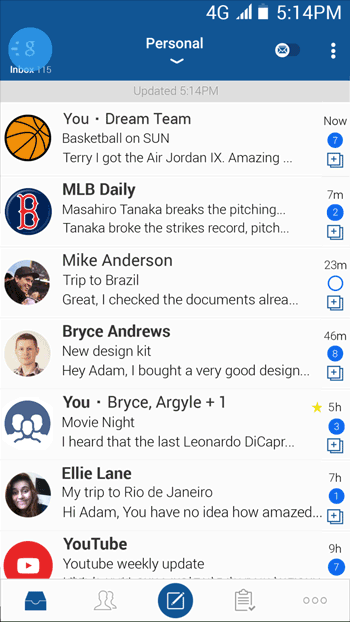 4G 5:14PM
g
Personal
Inbox 115
Updated 5:14PM
You · Dream Team Now
Basketball on SUN 7
Terry I got the Air Jordan IX. Amazing ...
MLB Daily 7m
Masahiro Tanaka breaks the pitching... 2
Tanaka broke the strikes record, pitch...
B
Mike Anderson 23m
Trip to Brazil
Great, I checked the documents alrea...
Bryce Andrews 46m
New design kit 8
Hey Adam, I bought a very good design...
You · Bryce, Argyle + 1 5h
Movie Night 3
I heard that the last Leonardo DiCapr...
Ellie Lane 7h
My trip to Rio de Janeiro 1
Hi Adam, You have no idea how amazed...
YouTube 9h
Youtube weekly update 7